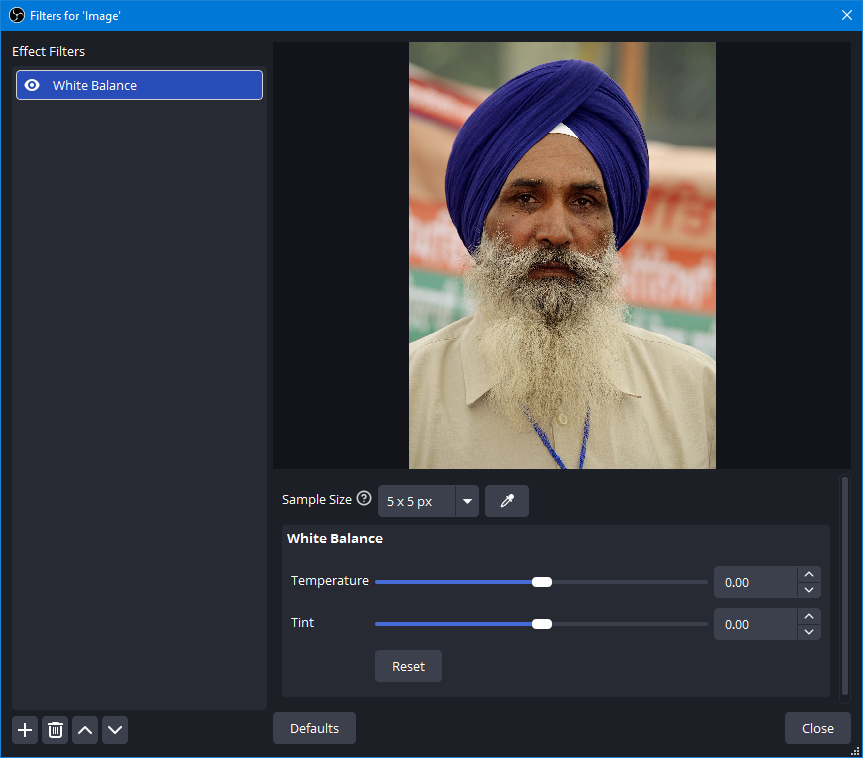 Filters for 'Image'
Effect Filters
White Balance
Sample Size
5 x 5 px
White Balance
Temperature
0.00
Tint
0.00
Reset
Defaults
Close